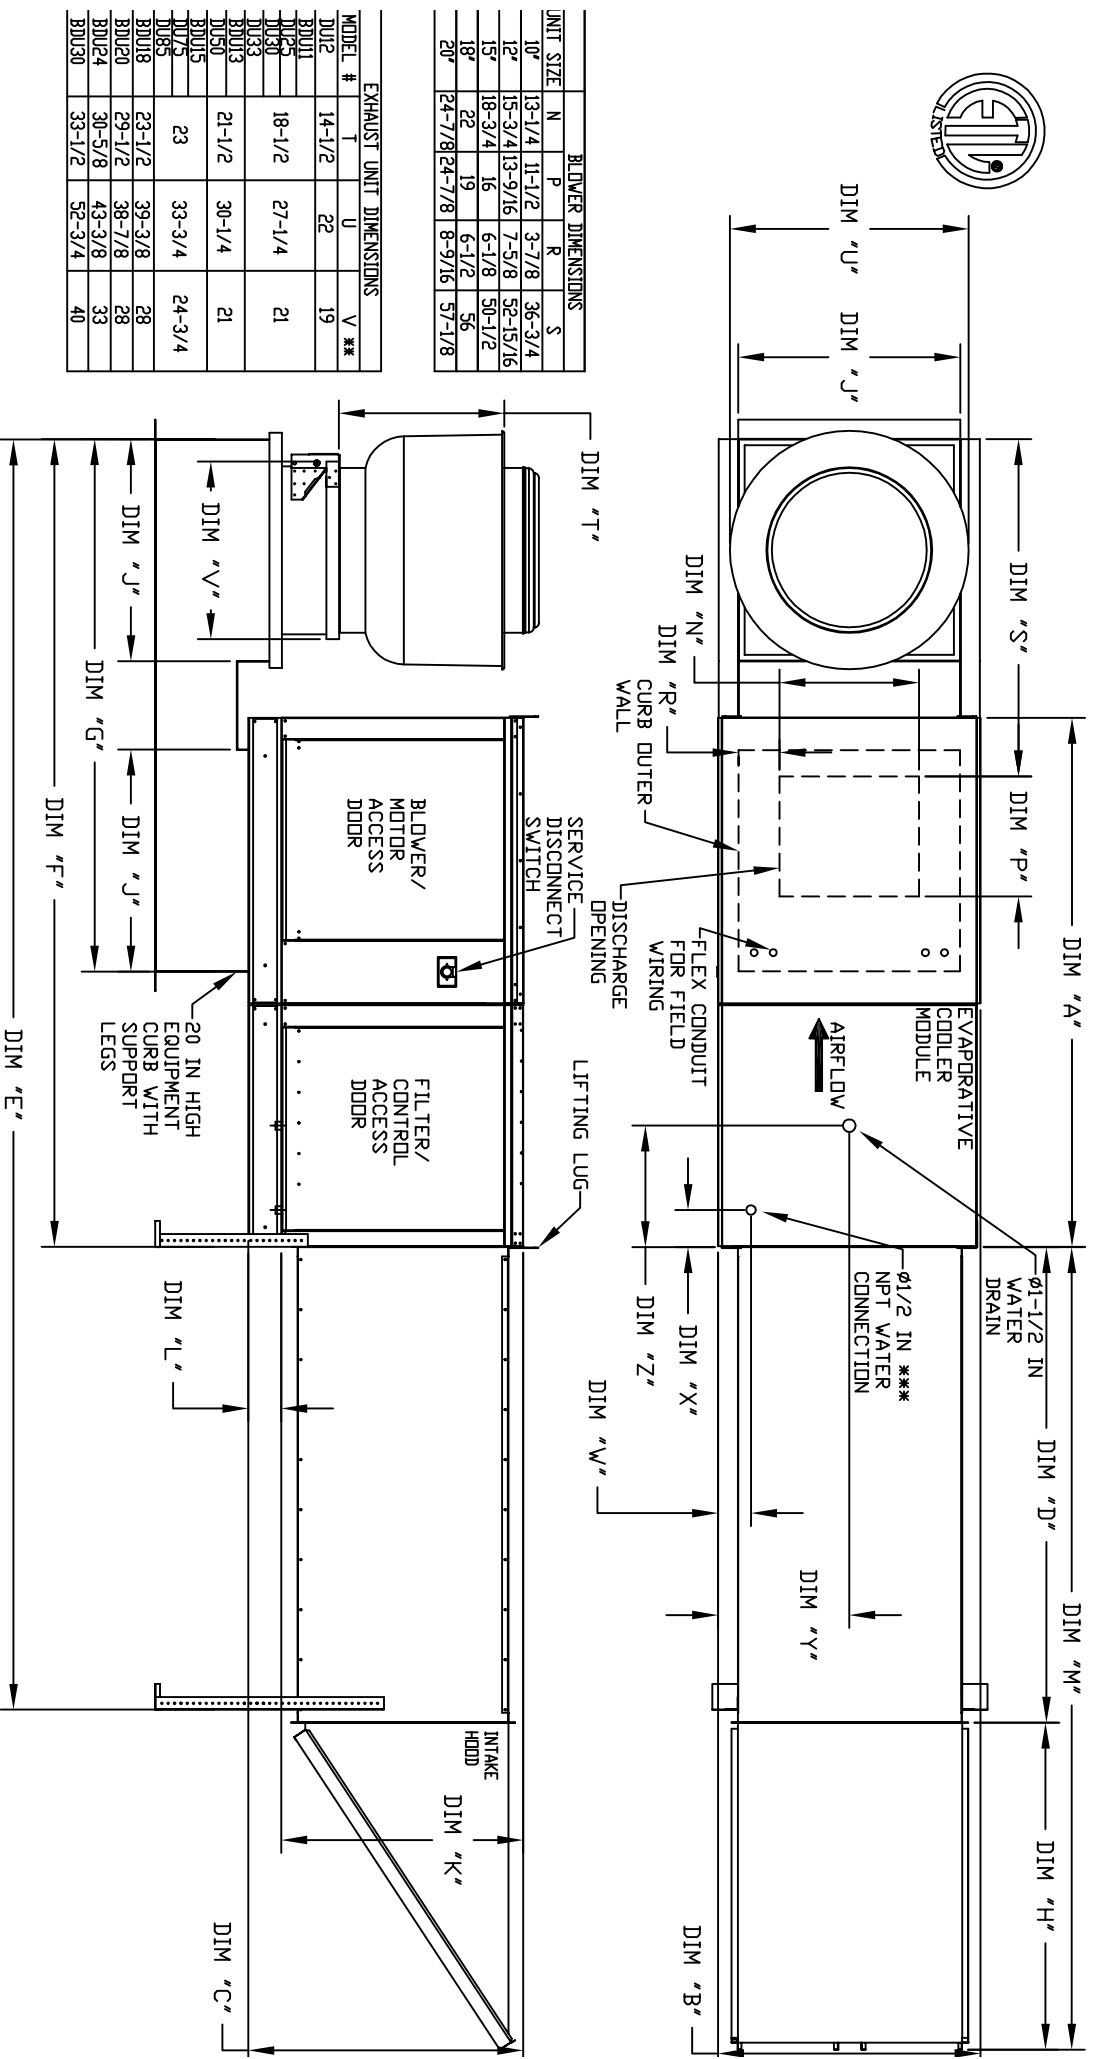 LISTED
DIM "U"
DIM "J"
DIM "S"
DIM "N"
DIM "R"
CURB OUTER
WALL
DIM "P"
DIM "A"
DISCHARGE
OPENING
FLEX CONDUIT
FOR FIELD
WIRING
EVAPORATIVE
COOLER
MODULE
AIRFLOW
Ø1-1/2 IN
WATER
DRAIN
Ø1/2 IN ***
NPT WATER
CONNECTION
DIM "Z"
DIM "X"
DIM "W"
DIM "Y"
DIM "D"
DIM "M"
DIM "H"
DIM "B"
BLOWER DIMENSIONS
UNIT SIZE N P R S
10" 13-1/4 11-1/2 3-7/8 36-3/4
12" 15-3/4 13-9/16 7-5/8 52-15/16
15" 18-3/4 16 6-1/8 50-1/2
18" 22 19 6-1/2 56
20" 24-7/8 24-7/8 8-9/16 57-1/8
EXHAUST UNIT DIMENSIONS
MODEL # T U V **
DU12 14-1/2 22 19
BDU11
DU25
DU30
DU33
18-1/2 27-1/4 21
BDU13
DU50
21-1/2 30-1/4 21
BDU15
DU75
DU85
23 33-3/4 24-3/4
BDU18 23-1/2 39-3/8 28
BDU20 29-1/2 38-7/8 28
BDU24 30-5/8 43-3/8 33
BDU30 33-1/2 52-3/4 40
DIM "T"
SERVICE
DISCONNECT
SWITCH
LIFTING LUG
BLOWER/
MOTOR
ACCESS
DOOR
FILTER/
CONTROL
ACCESS
DOOR
INTAKE
HOOD
DIM "K"
DIM "C"
DIM "V"
DIM "J"
DIM "J"
DIM "G"
DIM "F"
DIM "E"
20 IN HIGH
EQUIPMENT
CURB WITH
SUPPORT
LEGS
DIM "L"